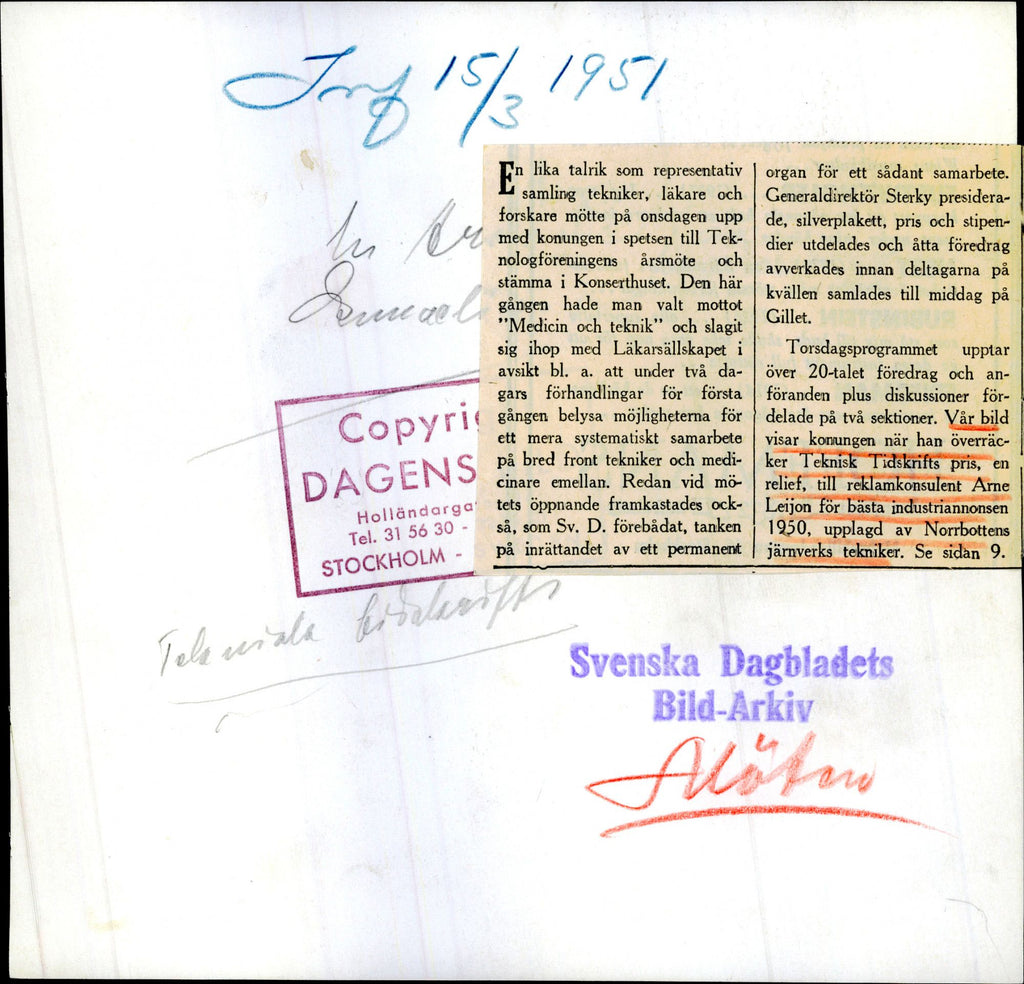 15/3 1951
En lika talrik som representativ
samling tekniker, läkare och
forskare mötte på onsdagen upp
med konungen i spetsen till Tek-
nologföreningens årsmöte och
stämma i Konserthuset. Den här
gången hade man valt mottot
"Medicin och teknik" och slagit
sig ihop med Läkarsällskapet i
avsikt bl. a. att under två da-
gars förhandlingar för första
gången belysa möjligheterna för
ett mera systematiskt samarbete
på bred front tekniker och medi-
cinare emellan. Redan vid mö-
tets öppnande framkastades ock-
så, som Sv. D. förebådat, tanken
på inrättandet av ett permanent
organ för ett sådant samarbete.
Generaldirektör Sterky presidera-
de, silverplakett, pris och stipen-
dier utdelades och åtta föredrag
avverkades innan deltagarna på
kvällen samlades till middag på
Gillet.
Torsdagsprogrammet upptar
över 20-talet föredrag och an-
föranden plus diskussioner för-
delade på två sektioner. Vår bild
visar konungen när han överräc-
ker Teknisk Tidskrifts pris, en
relief, till reklamkonsulent Arne
Leijon för bästa industriannonsen
1950, upplagd av Norrbottens
järnverks tekniker. Se sidan 9.
Copyri
DAGENS
Holländarga
Tel. 31 56 30 -
STOCKHOLM -
Svenska Dagbladets
Bild-Arkiv
Möten